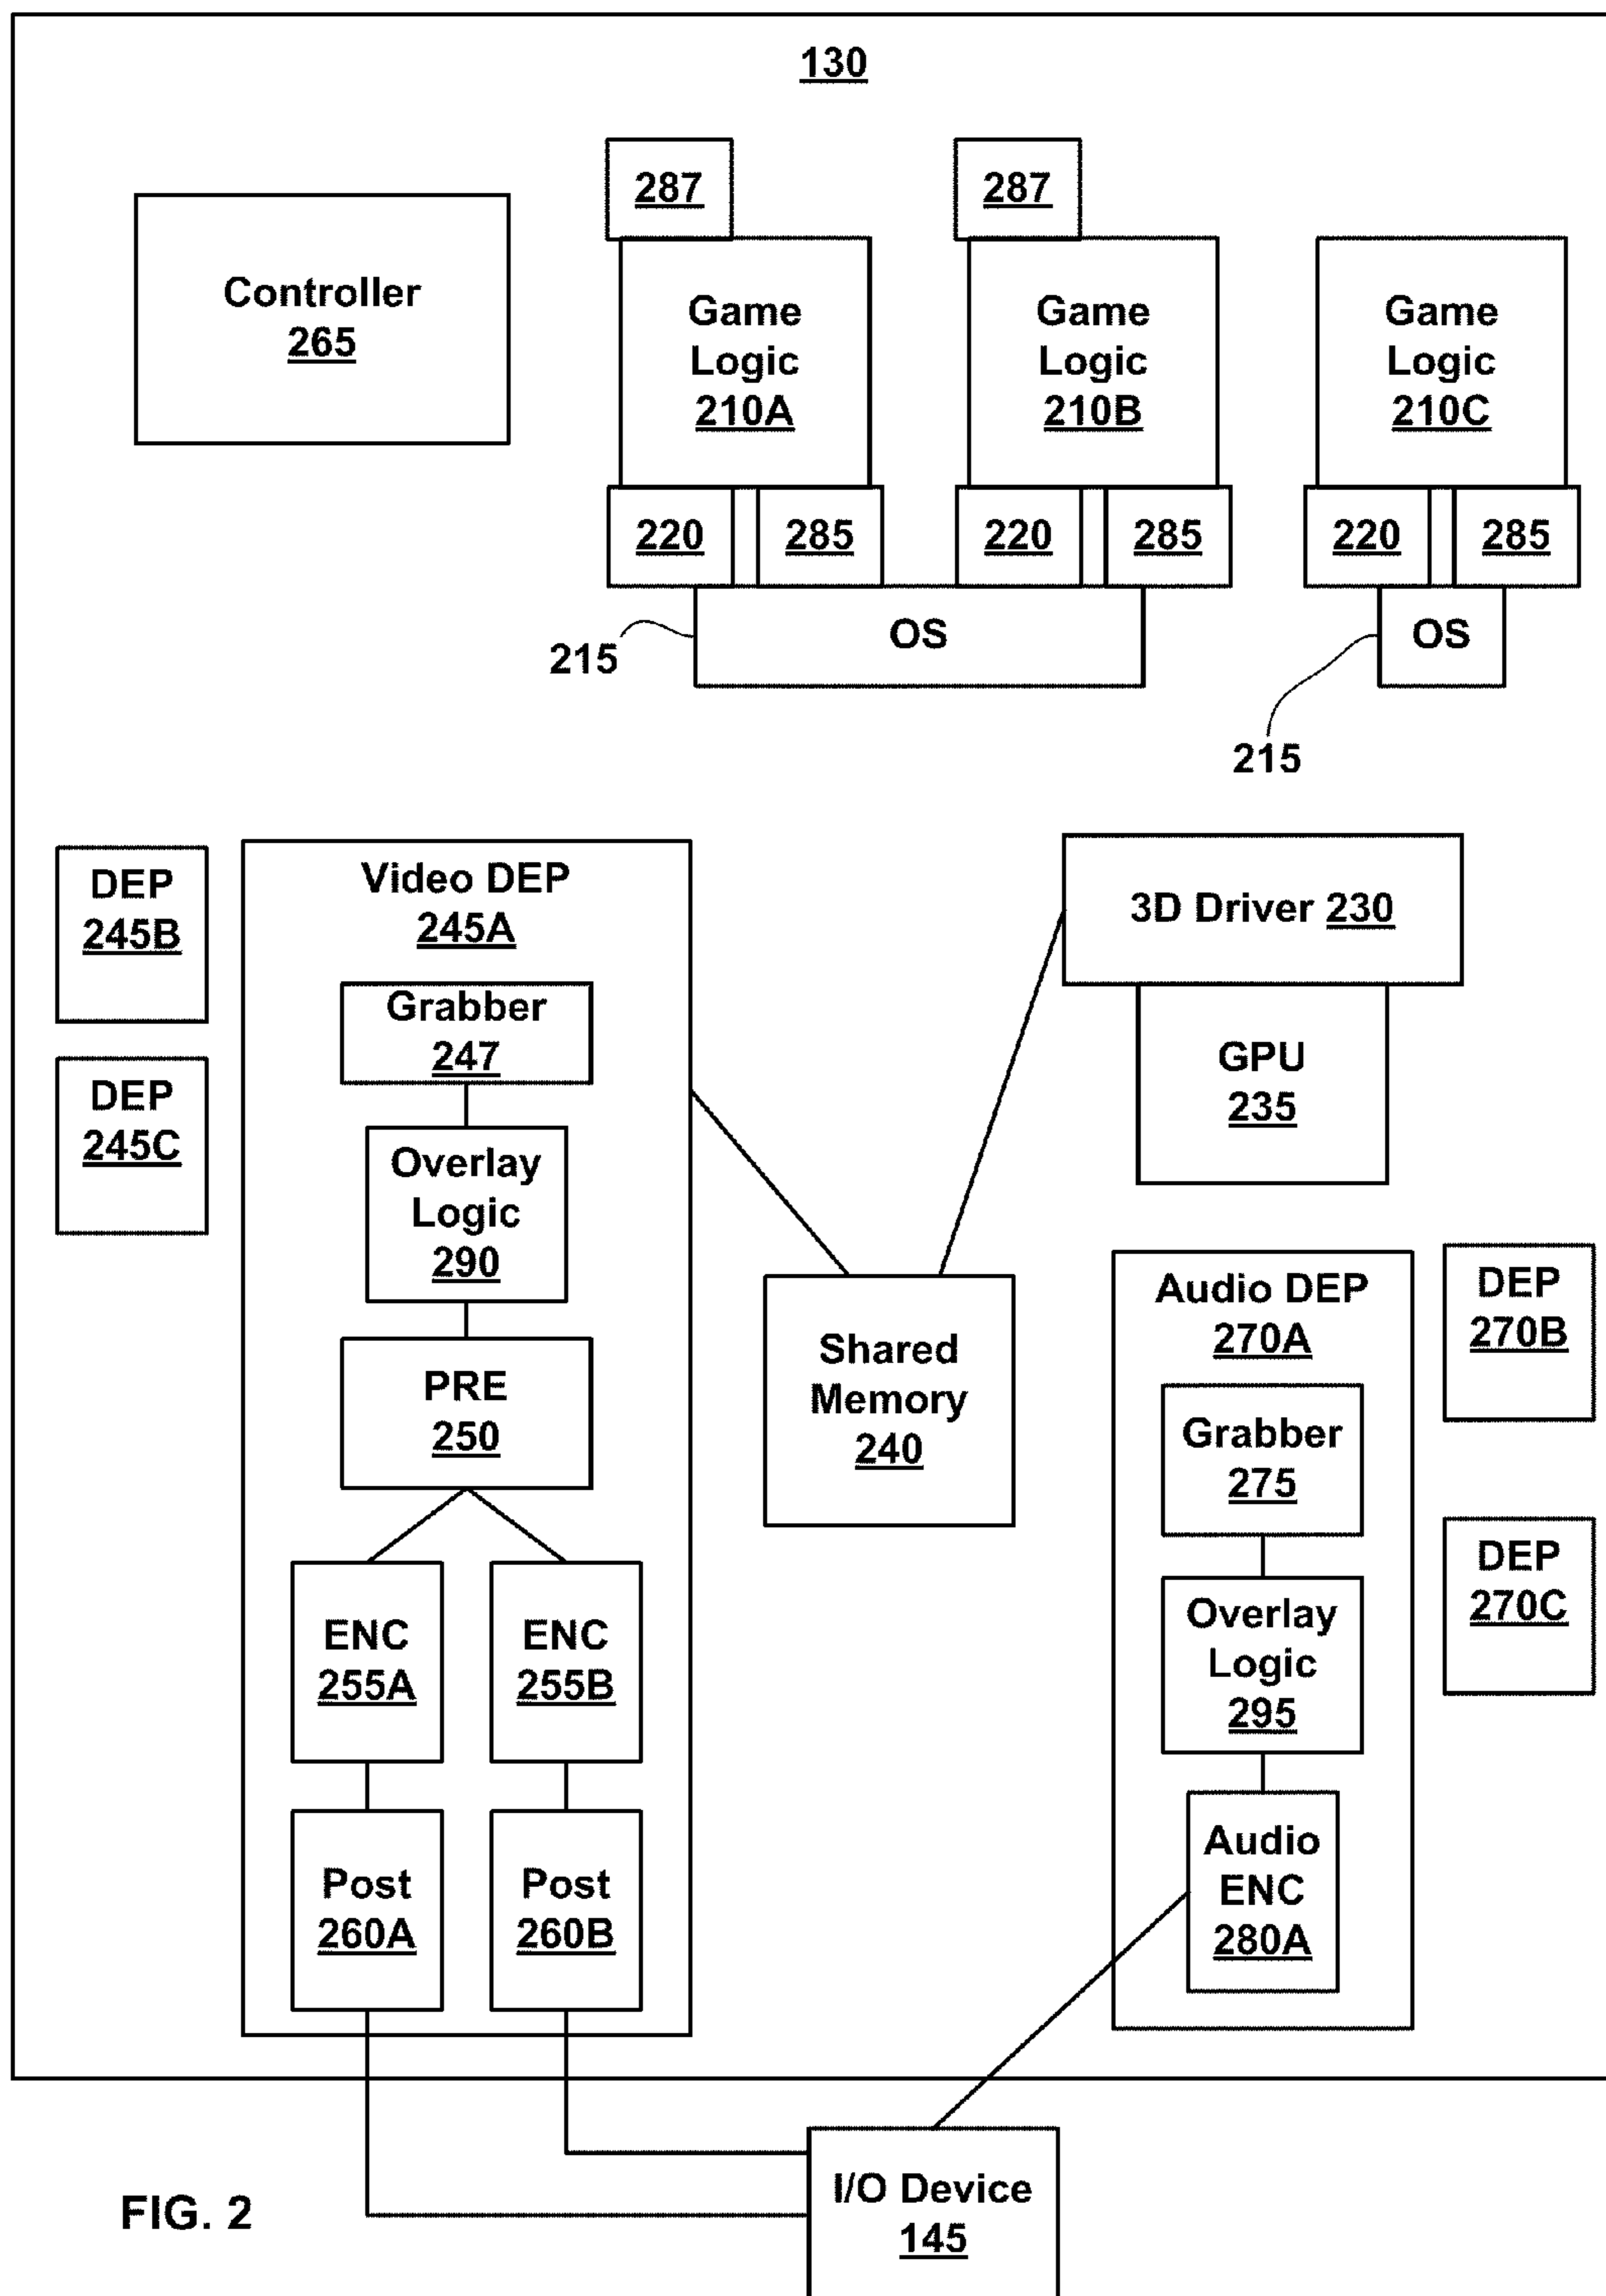 130
287
287
Controller
265
Game
Logic
210A
Game
Logic
210B
Game
Logic
210C
220
285
220
285
220
285
215
OS
OS
215
DEP
245B
DEP
245C
Video DEP
245A
Grabber
247
Overlay
Logic
290
PRE
250
ENC
255A
ENC
255B
Post
260A
Post
260B
3D Driver 230
GPU
235
Shared
Memory
240
Audio DEP
270A
Grabber
275
Overlay
Logic
295
Audio
ENC
280A
DEP
270B
DEP
270C
I/O Device
145
FIG. 2